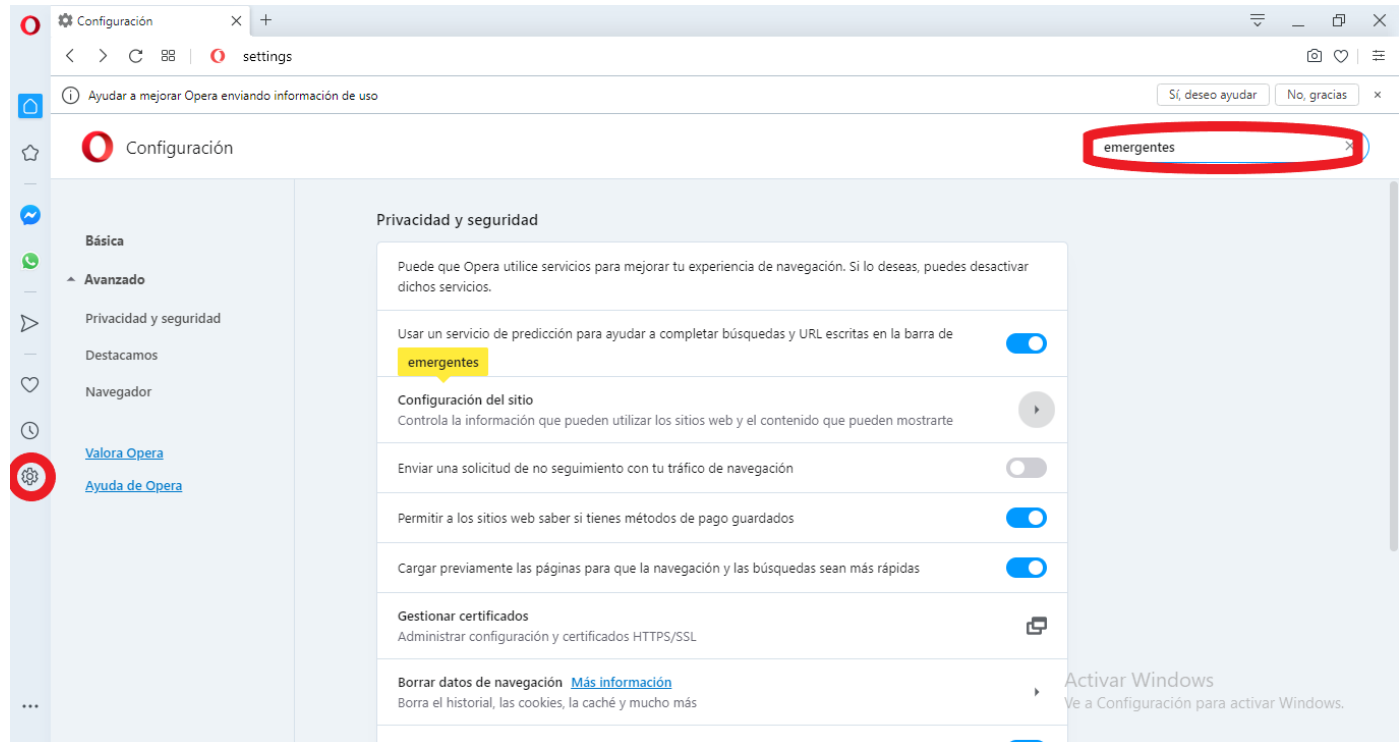 Configuración
settings
Ayudar a mejorar Opera enviando información de uso
Sí, deseo ayudar
No, gracias
Configuración
emergentes
Básica
Avanzado
Privacidad y seguridad
Destacamos
Navegador
Valora Opera
Ayuda de Opera
Privacidad y seguridad
Puede que Opera utilice servicios para mejorar tu experiencia de navegación. Si lo deseas, puedes desactivar
dichos servicios.
Usar un servicio de predicción para ayudar a completar búsquedas y URL escritas en la barra de
emergentes
Configuración del sitio
Controla la información que pueden utilizar los sitios web y el contenido que pueden mostrarte
Enviar una solicitud de no seguimiento con tu tráfico de navegación
Permitir a los sitios web saber si tienes métodos de pago guardados
Cargar previamente las páginas para que la navegación y las búsquedas sean más rápidas
Gestionar certificados
Administrar configuración y certificados HTTPS/SSL
Borrar datos de navegación Más información
Borra el historial, las cookies, la caché y mucho más
Activar Windows
Ve a Configuración para activar Windows.